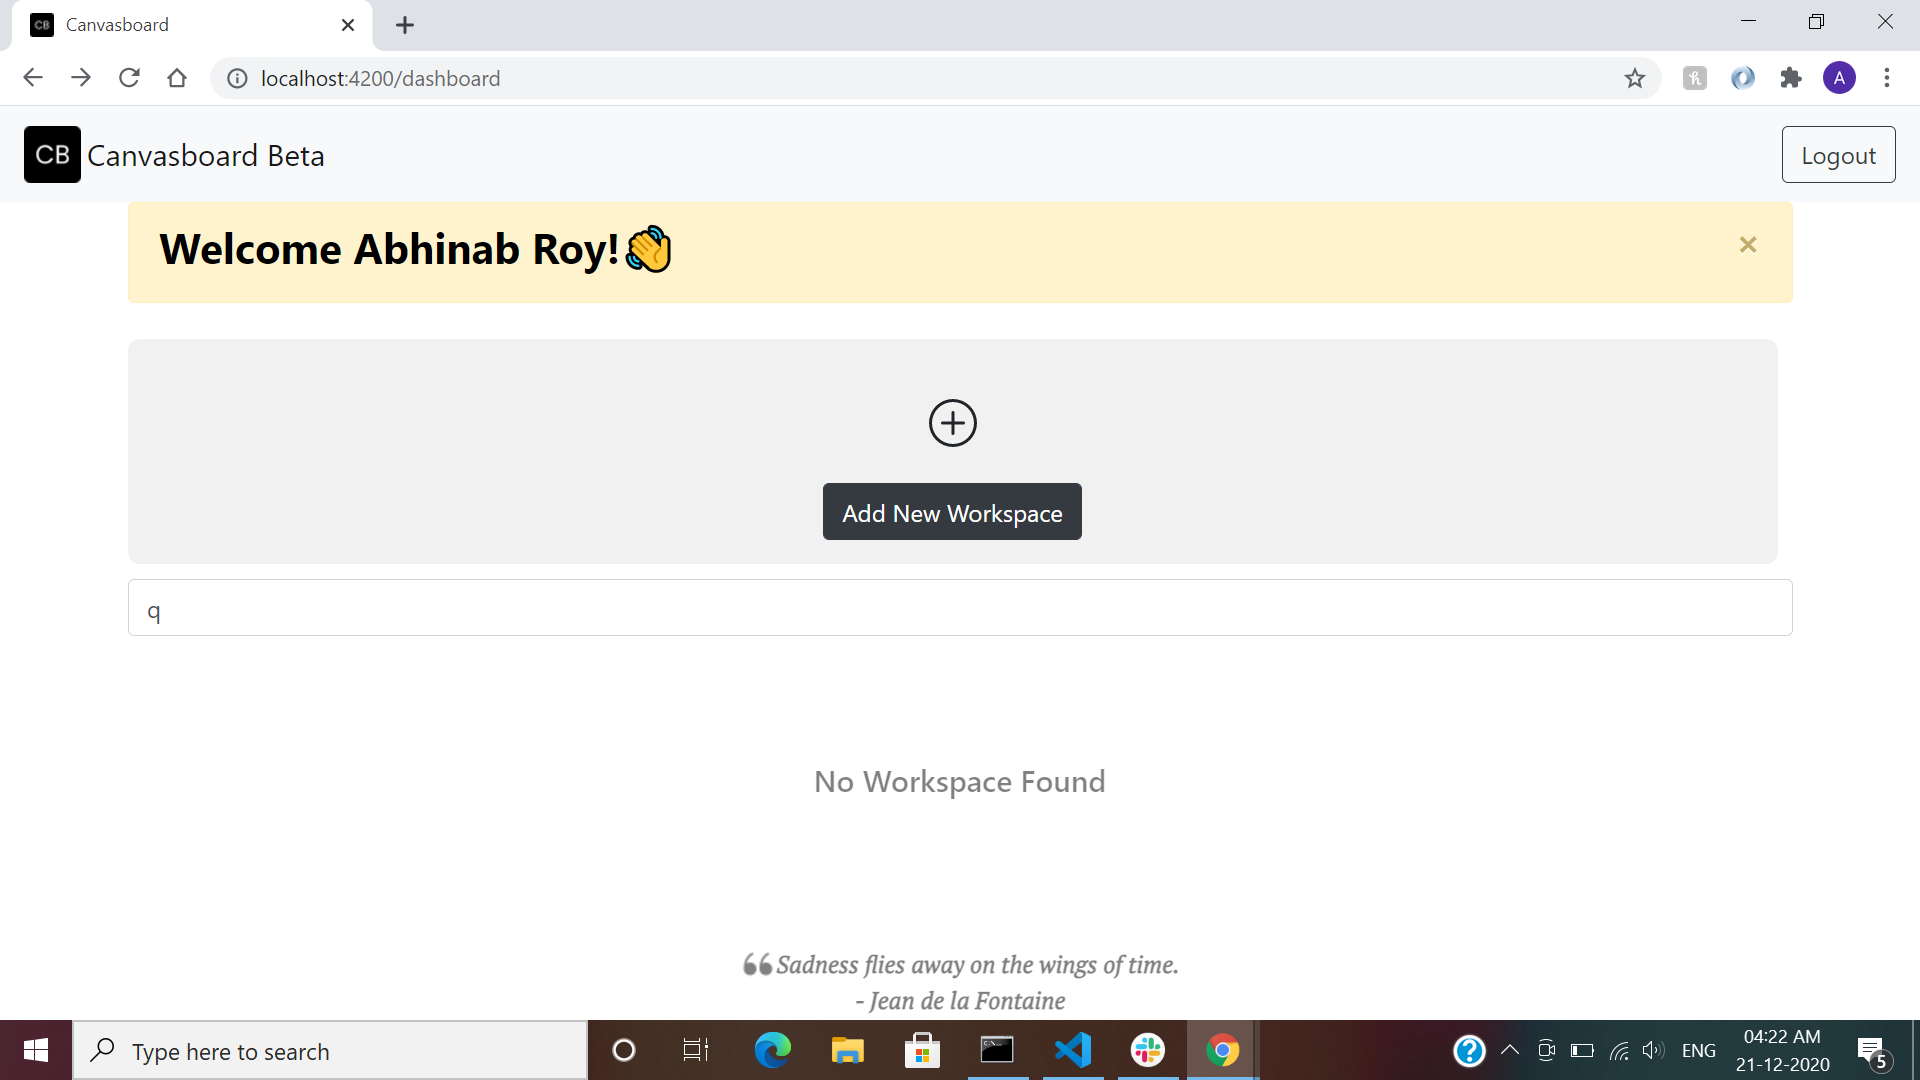 CB Canvasboard
localhost:4200/dashboard
A
CB Canvasboard Beta
Logout
Welcome Abhinab Roy!👋
×
Add New Workspace
q
No Workspace Found
❝ Sadness flies away on the wings of time.
- Jean de la Fontaine
Type here to search
ENG
04:22 AM
21-12-2020
5